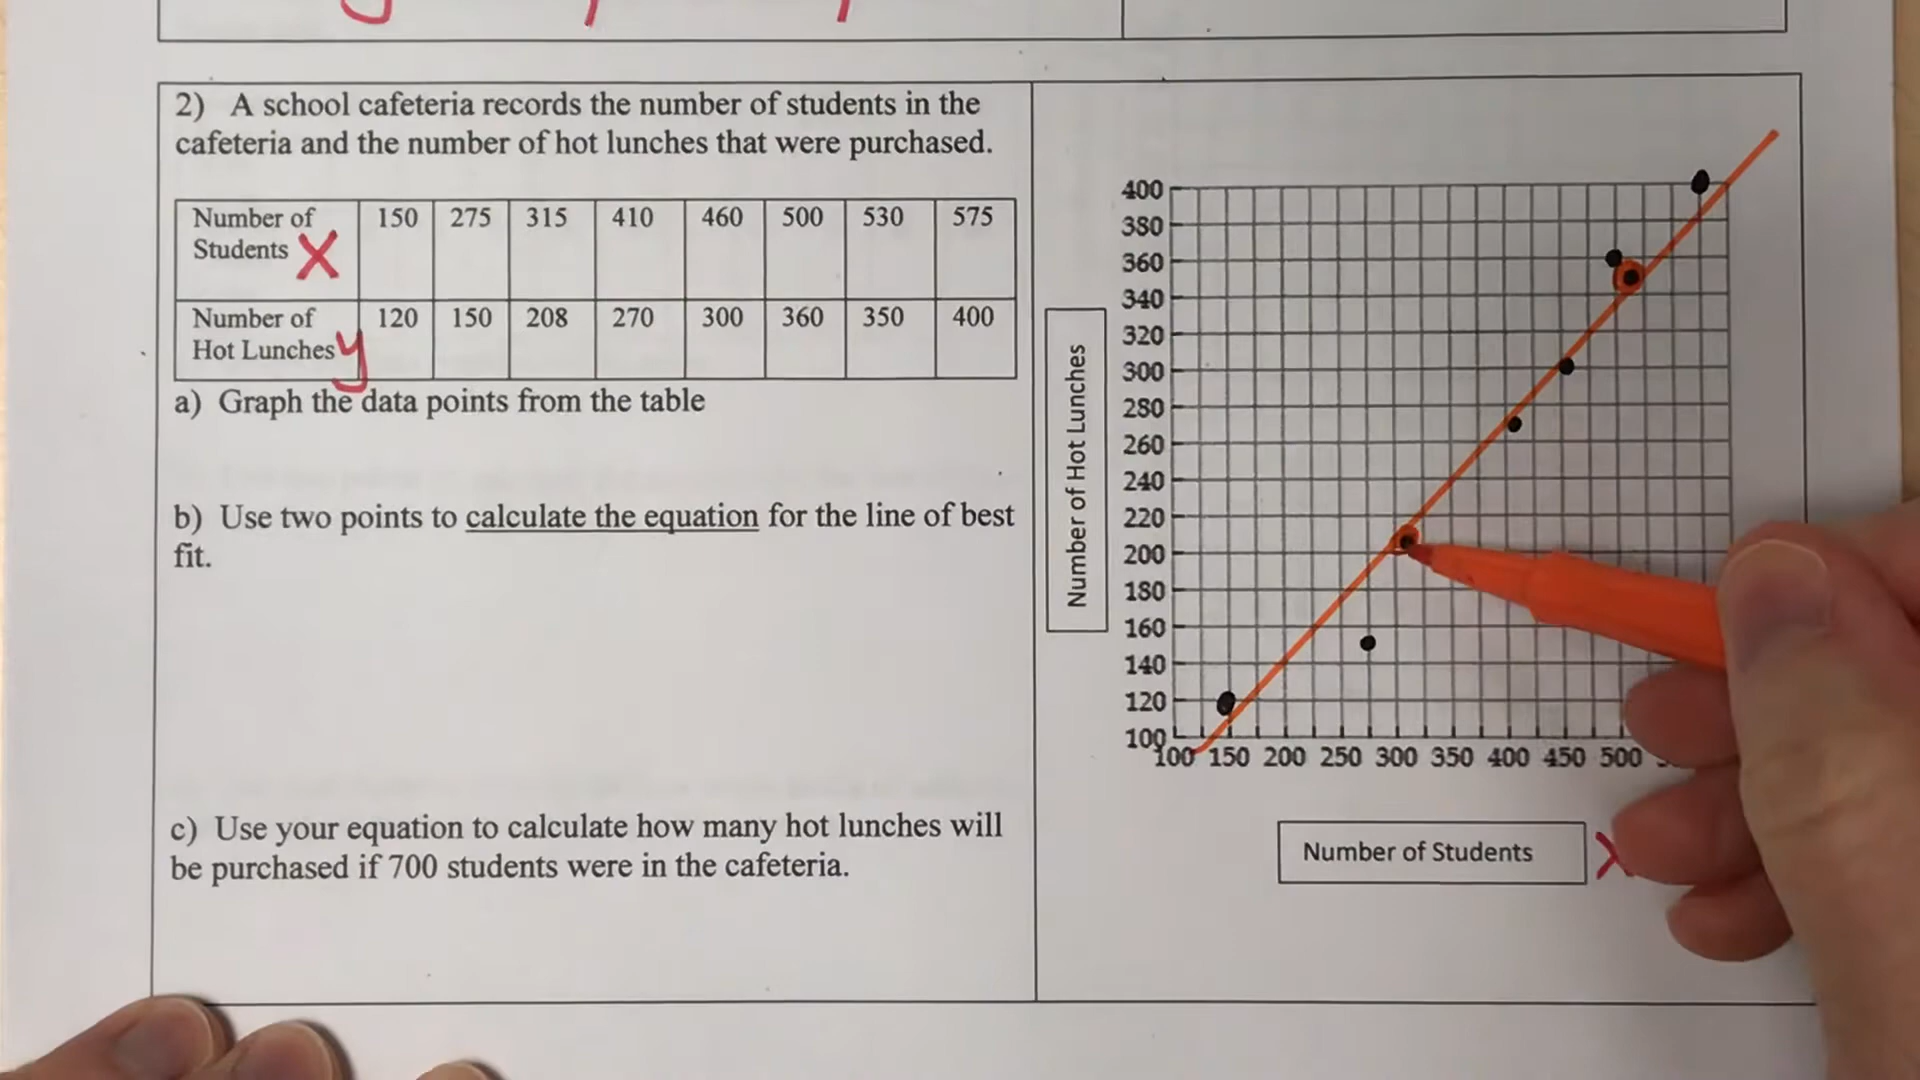 2) A school cafeteria records the number of students in the
cafeteria and the number of hot lunches that were purchased.
Number of 150 275 315 410 460 500 530 575
Students X
Number of 120 150 208 270 300 360 350 400
Hot Lunches y
a) Graph the data points from the table
b) Use two points to calculate the equation for the line of best
fit.
c) Use your equation to calculate how many hot lunches will
be purchased if 700 students were in the cafeteria.
Number of Hot Lunches
400
380
360
340
320
300
280
260
240
220
200
180
160
140
120
100
100 150 200 250 300 350 400 450 500
Number of Students X